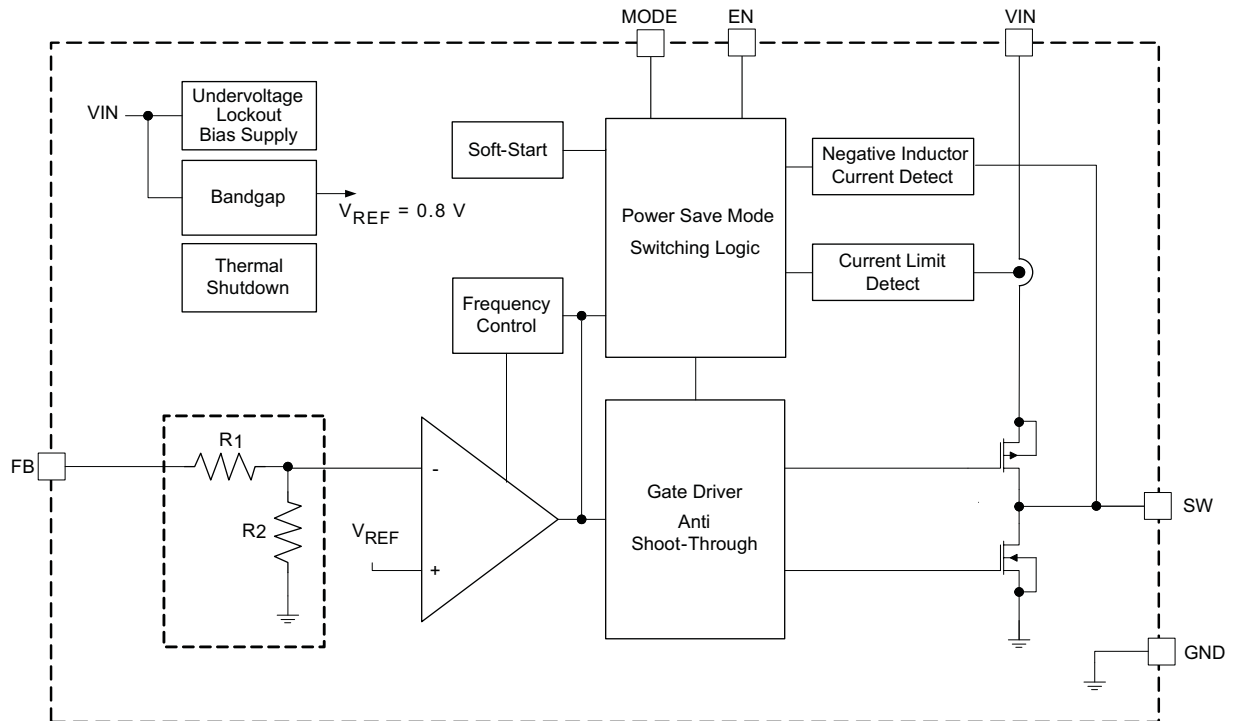 MODE
EN
VIN
VIN
Undervoltage
Lockout
Bias Supply
Soft-Start
Negative Inductor
Current Detect
Bandgap
VREF = 0.8 V
Power Save Mode
Switching Logic
Thermal
Shutdown
Current Limit
Detect
Frequency
Control
FB
R1
-
R2
VREF
+
Gate Driver
Anti
Shoot-Through
SW
GND